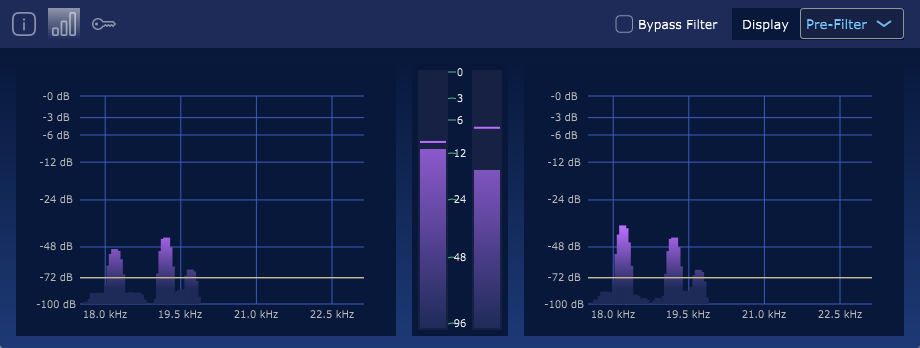 i
Bypass Filter
Display
Pre-Filter
-0 dB
-3 dB
-6 dB
-12 dB
-24 dB
-48 dB
-72 dB
-100 dB
18.0 kHz 19.5 kHz 21.0 kHz 22.5 kHz
0
3
6
-12
-24
-48
-96
-0 dB
-3 dB
-6 dB
-12 dB
-24 dB
-48 dB
-72 dB
-100 dB
18.0 kHz 19.5 kHz 21.0 kHz 22.5 kHz